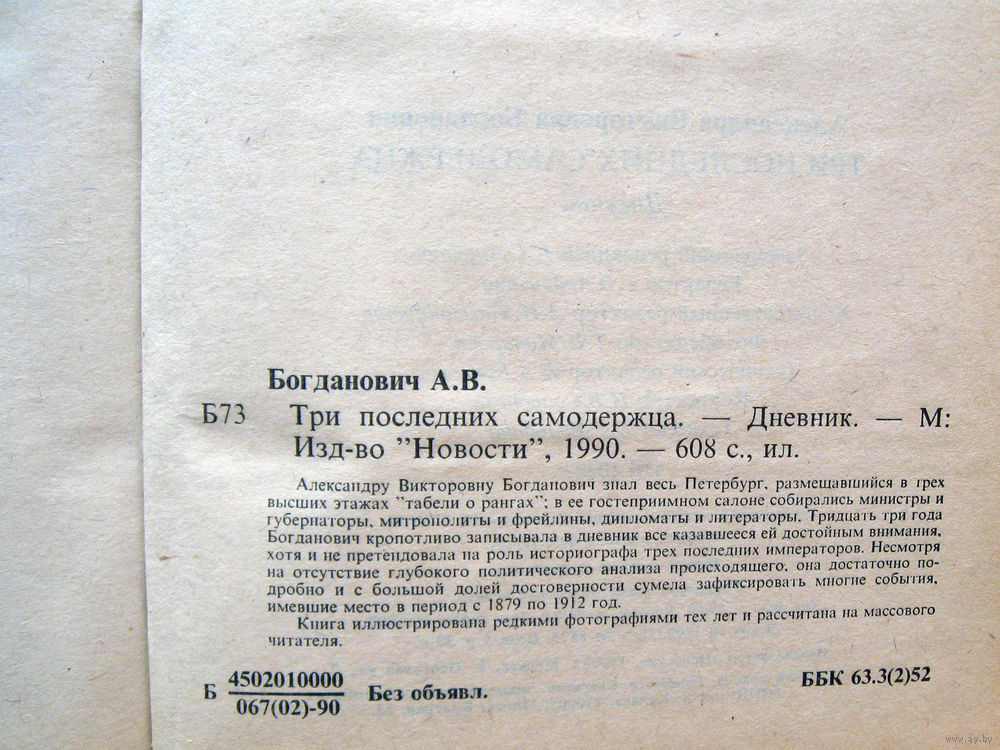 Богданович А.В.
Б73 Три последних самодержца. — Дневник. — М:
Изд-во "Новости", 1990. — 608 с., ил.
Александру Викторовну Богданович знал весь Петербург, размещавшийся в трех
высших этажах "табели о рангах"; в ее гостеприимном салоне собирались министры и
губернаторы, митрополиты и фрейлины, дипломаты и литераторы. Тридцать три года
Богданович кропотливо записывала в дневник все казавшееся ей достойным внимания,
хотя и не претендовала на роль историографа трех последних императоров. Несмотря
на отсутствие глубокого политического анализа происходящего, она достаточно по-
дробно и с большой долей достоверности сумела зафиксировать многие события,
имевшие место в период с 1879 по 1912 год.
Книга иллюстрирована редкими фотографиями тех лет и рассчитана на массового
читателя.
Б 4502010000
067(02)-90
Без объявл.
ББК 63.3(2)52
www.ay.by